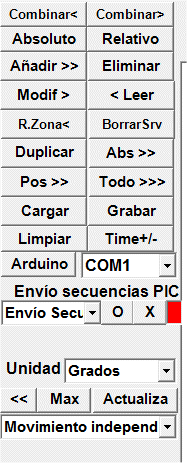 Combinar< Combinar>
Absoluto Relativo
Añadir >> Eliminar
Modif > < Leer
R.Zona< BorrarSrv
Duplicar Abs >>
Pos >> Todo >>>
Cargar Grabar
Limpiar Time+/-
Arduino COM1
Envío secuencias PIC
Envío Secu O X
Unidad Grados
<< Max Actualiza
Movimiento independ